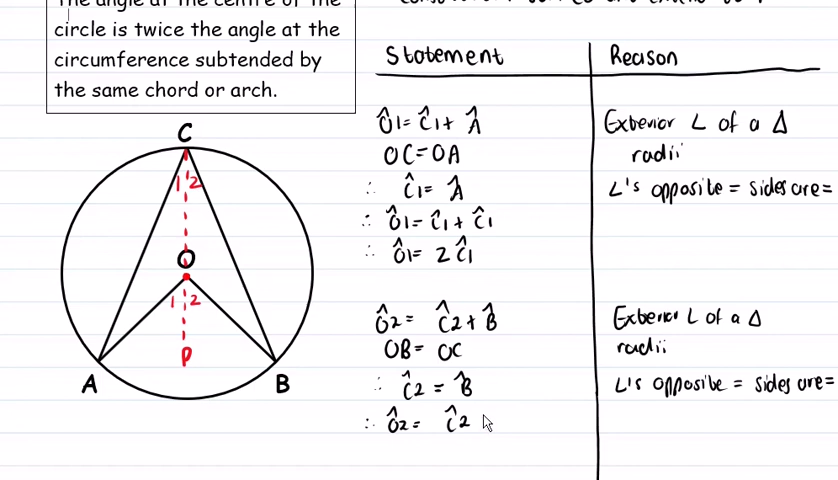 circle is twice the angle at the
circumference subtended by
the same chord or arch.
Statement
Reason
Ô1= Ĉ1+ Â
Exterior ∠ of a Δ
OC=OA
radii
∴ Ĉ1= Â
∠'s opposite = sides are=
∴ Ô1= Ĉ1+ Ĉ1
∴ Ô1= 2Ĉ1
Ô2= Ĉ2+ B̂
Exterior ∠ of a Δ
OB= OC
radii
∴ Ĉ2 = B̂
∠'s opposite = sides are=
∴ Ô2= Ĉ2
C
1 2
O
1 2
P
A
B